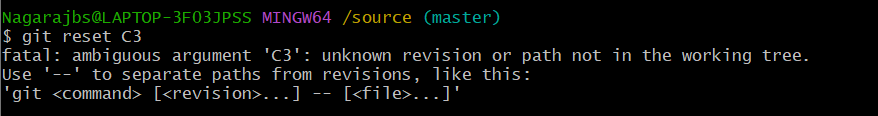 Nagarajbs@LAPTOP-3FO3JPSS MINGW64 /source (master)
$ git reset C3
fatal: ambiguous argument 'C3': unknown revision or path not in the working tree.
Use '--' to separate paths from revisions, like this:
'git <command> [<revision>...] -- [<file>...]'